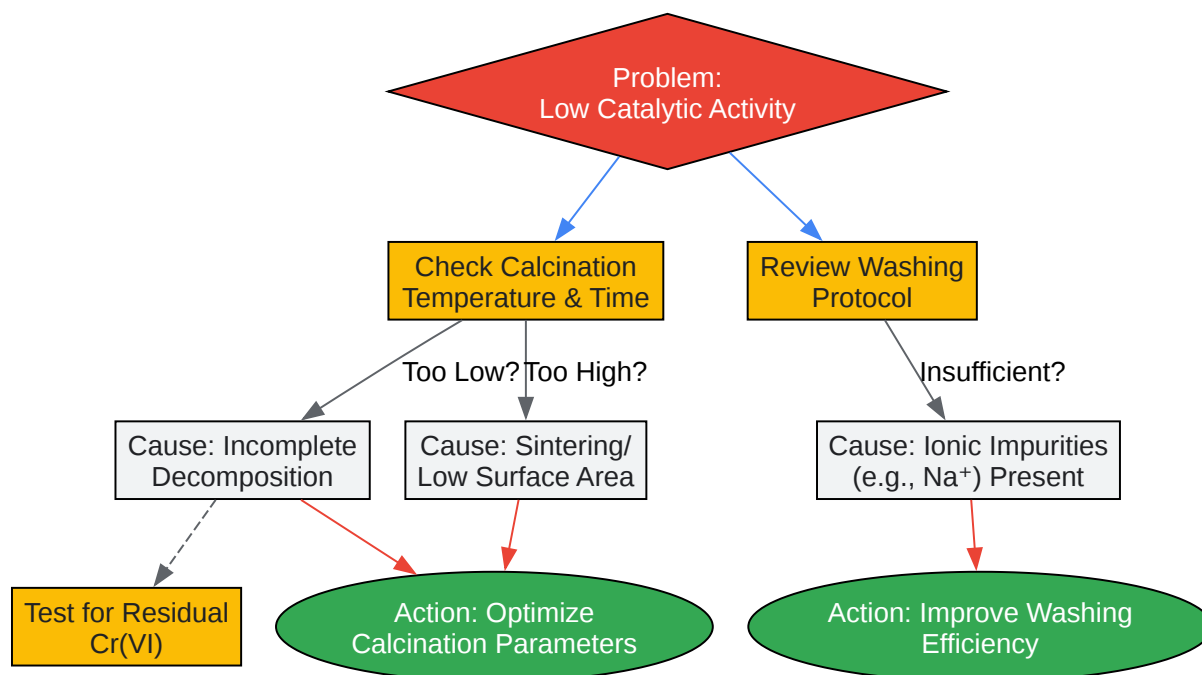 Problem:
Low Catalytic Activity
Check Calcination
Temperature & Time
Review Washing
Protocol
Too Low?
Too High?
Insufficient?
Cause: Incomplete
Decomposition
Cause: Sintering/
Low Surface Area
Cause: Ionic Impurities
(e.g., Na⁺) Present
Test for Residual
Cr(VI)
Action: Optimize
Calcination Parameters
Action: Improve Washing
Efficiency